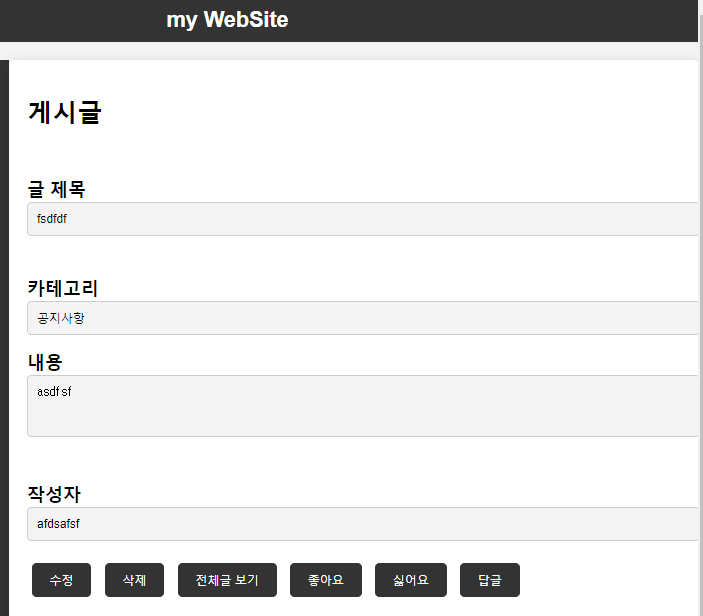 my WebSite
게시글
글 제목
fsdfdf
카테고리
공지사항
내용
asdfsf
작성자
afdsafsf
수정 삭제 전체글 보기 좋아요 싫어요 답글